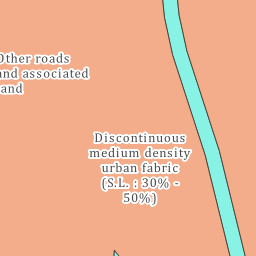 Other roads
and associated
land
Discontinuous
medium density
urban fabric
(S.L. : 30% -
50%)